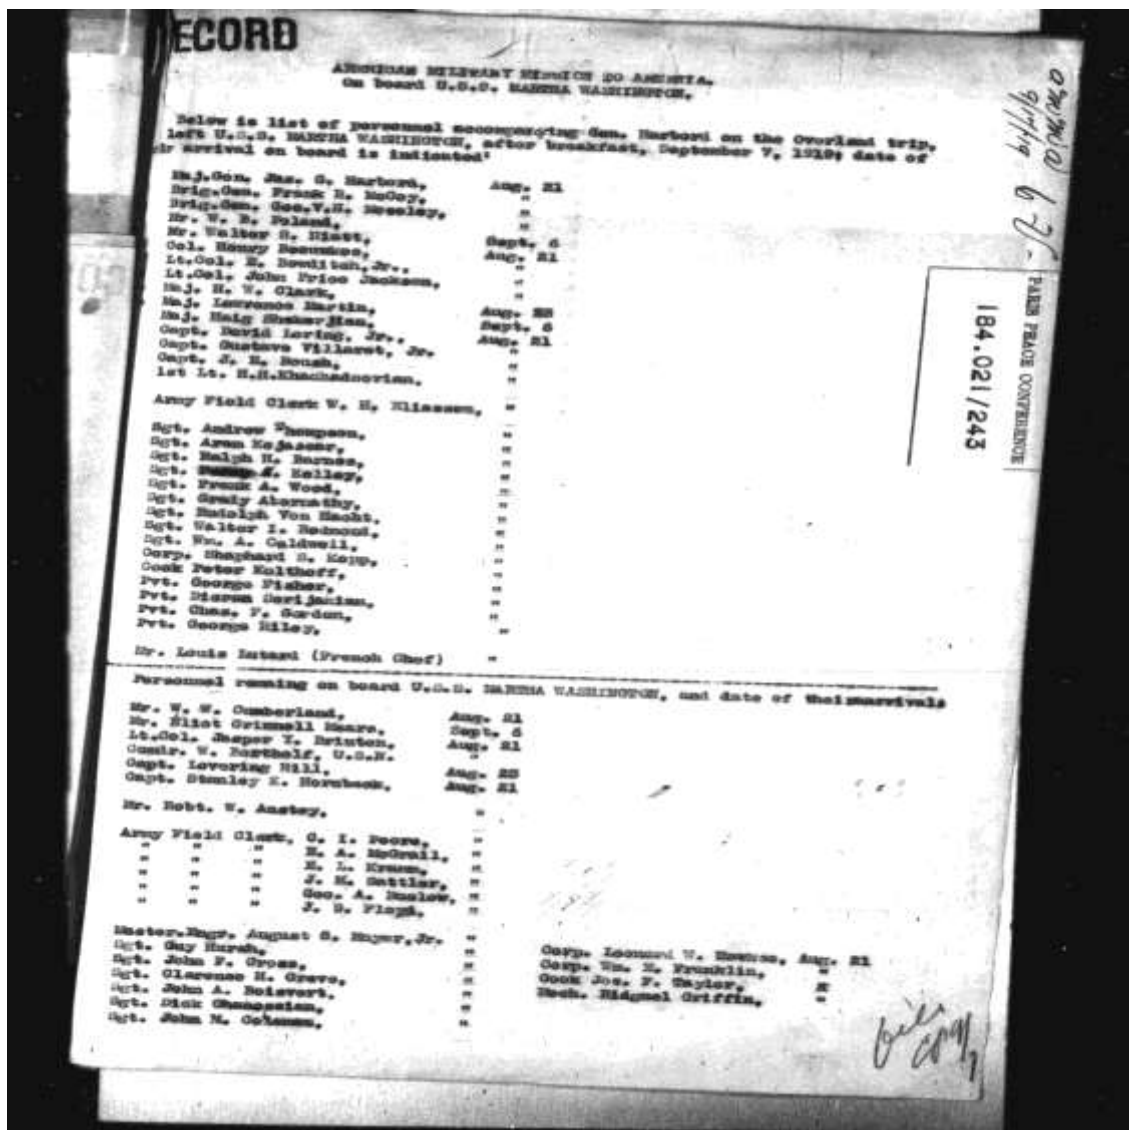 RECORD
AMERICAN MILITARY MISSION TO ARMENIA.
On board U.S.S. MARTHA WASHINGTON.
Below is list of personnel accompanying Gen. Harbord on the Overland trip,
left U.S.S. MARTHA WASHINGTON, after breakfast, September 7, 1919; date of
arrival on board is indicated:
Maj.Gen. Jas. G. Harbord, Aug. 21
Brig.Gen. Frank R. McCoy, "
Brig.Gen. Geo.V.H. Moseley, "
Mr. W. B. Poland, "
Mr. Walter S. Hiatt, Sept. 6
Col. Henry Beeuwkes, Aug. 21
Lt.Col. E. Bowditch, Jr., "
Lt.Col. John Price Jackson, "
Maj. H. W. Clark, "
Maj. Lawrence Martin, Aug. 28
Maj. Haig Shekerjian, Sept. 6
Capt. David Loring, Jr., Aug. 21
Capt. Gustave Villaret, Jr. "
Capt. J. H. "
1st Lt. H.H.Khachadoorian. "
Army Field Clerk W. H. Eliassen, "
Sgt. Andrew Thompson, "
Sgt. Aram Kojassar, "
Sgt. Ralph H. Barnes, "
Sgt. Kelley, "
Sgt. Frank A. Wood, "
Sgt. Grady Abernathy, "
Sgt. Rudolph Von Hacht, "
Sgt. Walter I. Redmond, "
Sgt. Wm. A. Caldwell, "
Corp. Shephard S. Kopp, "
Cook Peter Kolthoff, "
Pvt. George Fisher, "
Pvt. Dicran Serijanian, "
Pvt. Chas. F. Gordon, "
Pvt. George Riley, "
Mr. Louis Lutard (French Chef) "
Personnel remaining on board U.S.S. MARTHA WASHINGTON, and date of their arrivals
Mr. W. W. Cumberland, Aug. 21
Mr. Eliot Grinnell Mears, Sept. 6
Lt.Col. Jasper Y. Brinton, Aug. 21
Comdr. W. Bertholf, U.S.N. "
Capt. Lovering Hill, Aug. 28
Capt. Stanley K. Hornbeck, Aug. 21
Mr. Robt. W. Anstey, "
Army Field Clerk, C. I. Poore, "
" " " E. A. McGrail, "
" " " H. L. "
" " " J. M. Sattler, "
" " " Geo. A. "
" " " J. B. Floyd, "
Master.Engr. August S. Mayer,Jr. "
Sgt. Guy Hursh, "
Sgt. John F. Gross, "
Sgt. Clarence H. Grove, "
Sgt. John A. Boisvert. "
Sgt. Dick "
Sgt. John M. Coleman, "
Corp. Leonard W. Aug. 21
Corp. Wm. E. Franklin, "
Cook Jos. F. Taylor, "
Mech. Ridgnel Griffin, "
file
copy
PARIS PEACE CONFERENCE
184.021/243
9/17/19